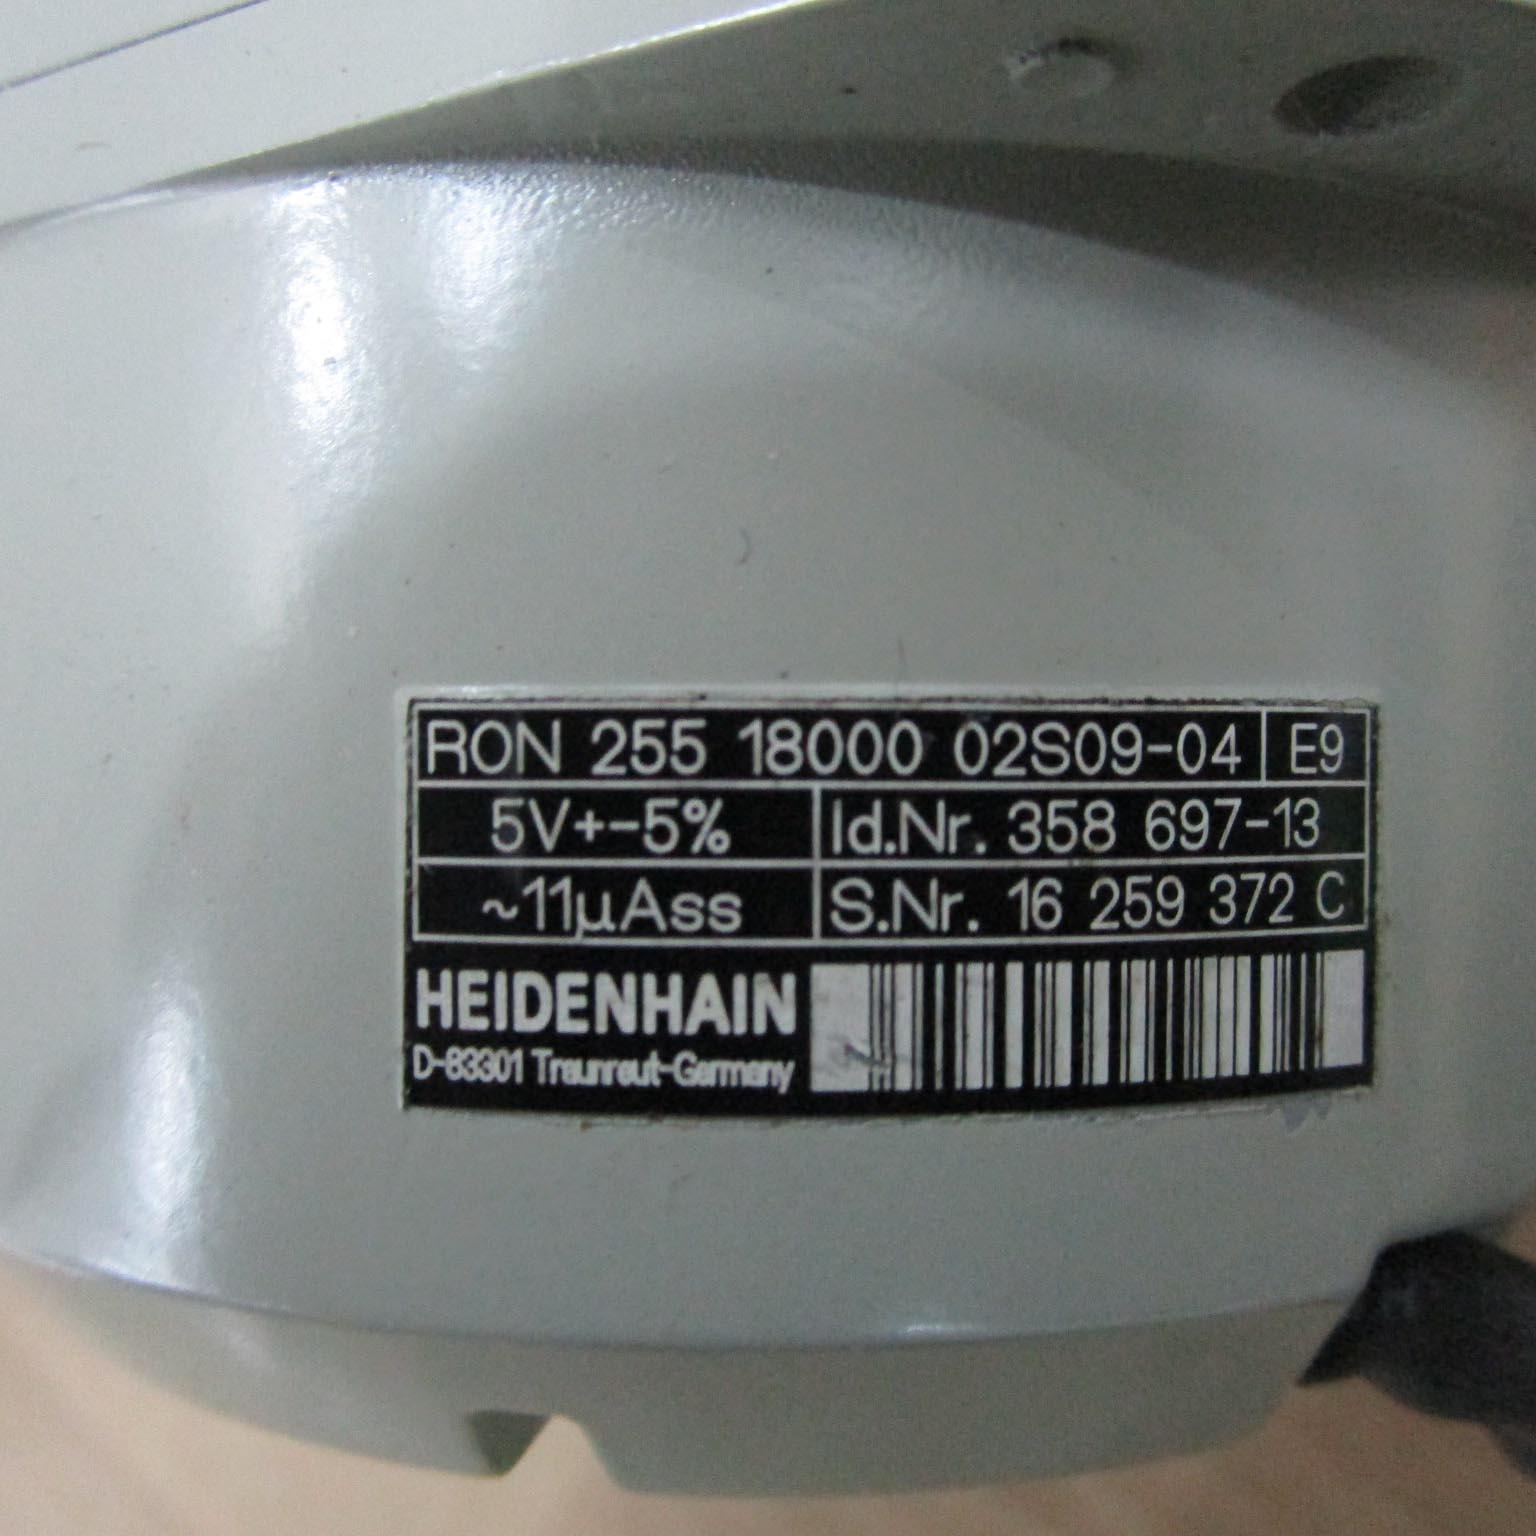 RON 255 18000 02S09-04 E9
5V+-5% Id.Nr. 358 697-13
~11µAss S.Nr. 16 259 372 C
HEIDENHAIN
D-83301 Traunreut-Germany